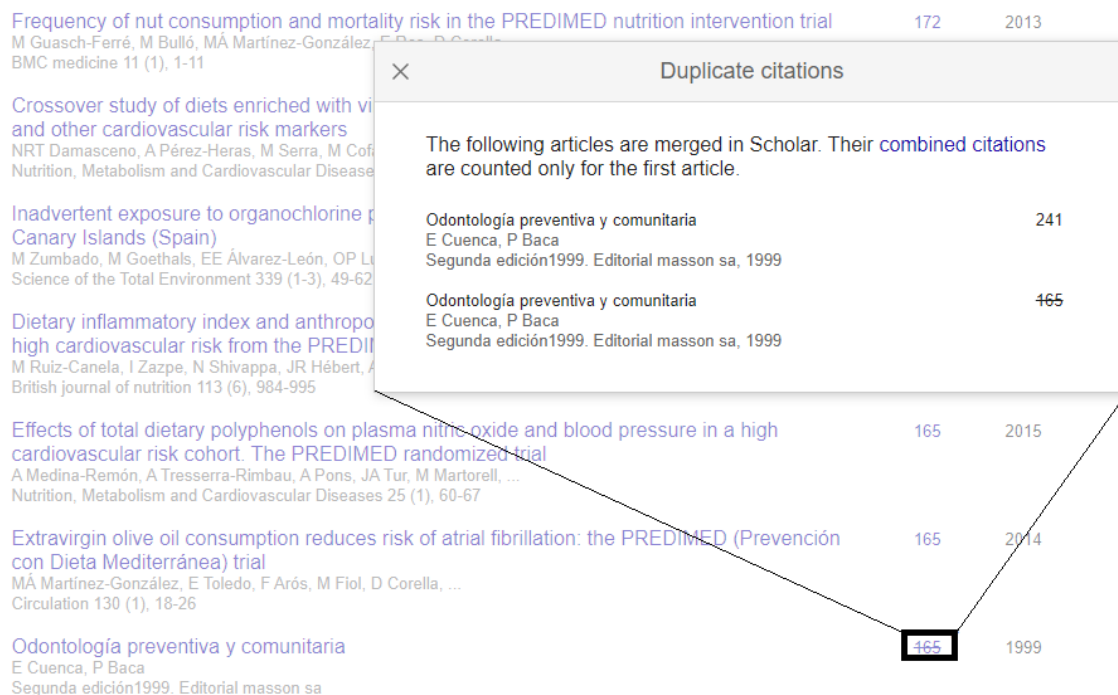 Frequency of nut consumption and mortality risk in the PREDIMED nutrition intervention trial 172 2013
M Guasch-Ferré, M Bulló, MÁ Martínez-González,
BMC medicine 11 (1), 1-11
Duplicate citations
The following articles are merged in Scholar. Their combined citations
are counted only for the first article.
Odontología preventiva y comunitaria 241
E Cuenca, P Baca
Segunda edición1999. Editorial masson sa, 1999
Odontología preventiva y comunitaria 165
E Cuenca, P Baca
Segunda edición1999. Editorial masson sa, 1999
Crossover study of diets enriched with vi
and other cardiovascular risk markers
NRT Damasceno, A Pérez-Heras, M Serra, M Cof
Nutrition, Metabolism and Cardiovascular Disease
Inadvertent exposure to organochlorine p
Canary Islands (Spain)
M Zumbado, M Goethals, EE Álvarez-León, OP Lu
Science of the Total Environment 339 (1-3), 49-62
Dietary inflammatory index and anthropo
high cardiovascular risk from the PREDI
M Ruiz-Canela, I Zazpe, N Shivappa, JR Hébert,
British journal of nutrition 113 (6), 984-995
Effects of total dietary polyphenols on plasma nitric oxide and blood pressure in a high 165 2015
cardiovascular risk cohort. The PREDIMED randomized trial
A Medina-Remón, A Tresserra-Rimbau, A Pons, JA Tur, M Martorell, ...
Nutrition, Metabolism and Cardiovascular Diseases 25 (1), 60-67
Extravirgin olive oil consumption reduces risk of atrial fibrillation: the PREDIMED (Prevención 165 2014
con Dieta Mediterránea) trial
MÁ Martínez-González, E Toledo, F Arós, M Fiol, D Corella, ...
Circulation 130 (1), 18-26
Odontología preventiva y comunitaria 165 1999
E Cuenca, P Baca
Segunda edición1999. Editorial masson sa